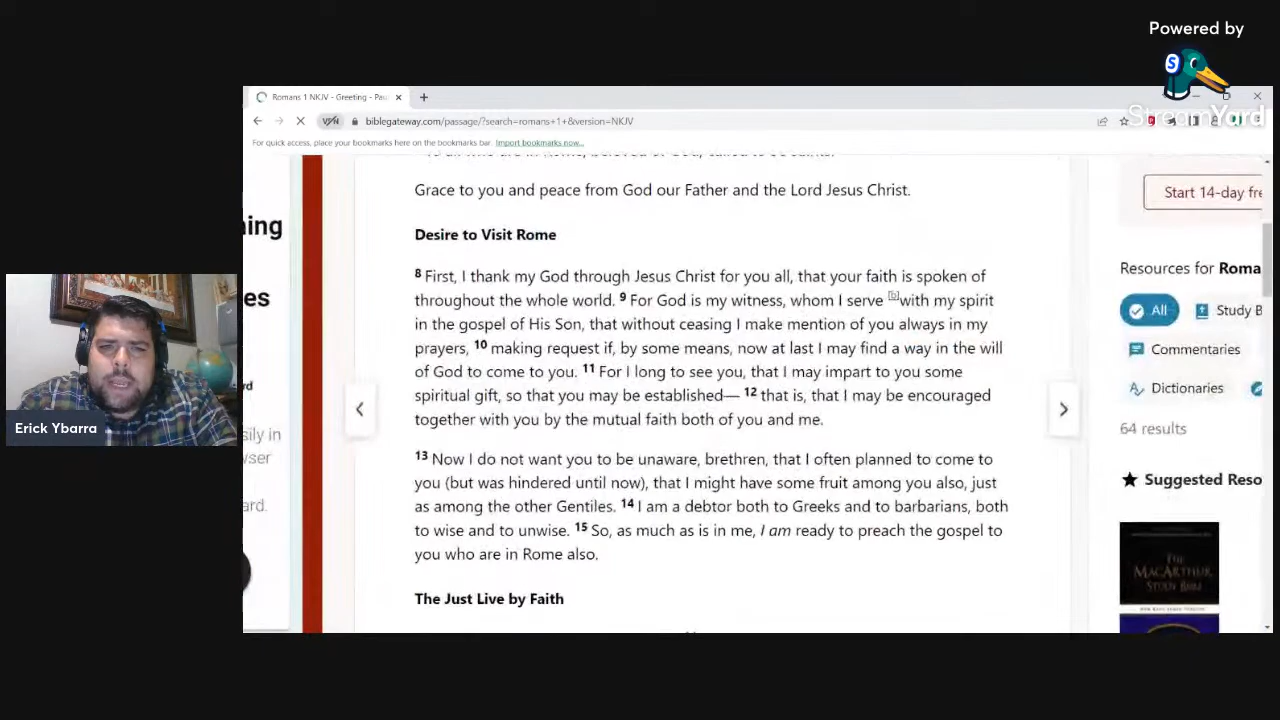 Powered by
StreamYard
Romans 1 NKJV - Greeting - Pau
biblegateway.com/passage/?search=romans+1+&version=NKJV
For quick access, place your bookmarks here on the bookmarks bar. Import bookmarks now...
Grace to you and peace from God our Father and the Lord Jesus Christ.
Start 14-day fre
ning
Desire to Visit Rome
8 First, I thank my God through Jesus Christ for you all, that your faith is spoken of
Resources for Roma
es
throughout the whole world. 9 For God is my witness, whom I serve [b]with my spirit
in the gospel of His Son, that without ceasing I make mention of you always in my
All
Study B
prayers, 10 making request if, by some means, now at last I may find a way in the will
Commentaries
of God to come to you. 11 For I long to see you, that I may impart to you some
rd
spiritual gift, so that you may be established— 12 that is, that I may be encouraged
Dictionaries
together with you by the mutual faith both of you and me.
64 results
Erick Ybarra
sily in
wser
13 Now I do not want you to be unaware, brethren, that I often planned to come to
you (but was hindered until now), that I might have some fruit among you also, just
Suggested Reso
ard.
as among the other Gentiles. 14 I am a debtor both to Greeks and to barbarians, both
to wise and to unwise. 15 So, as much as is in me, I am ready to preach the gospel to
you who are in Rome also.
THE
MACARTHUR
STUDY BIBLE
The Just Live by Faith